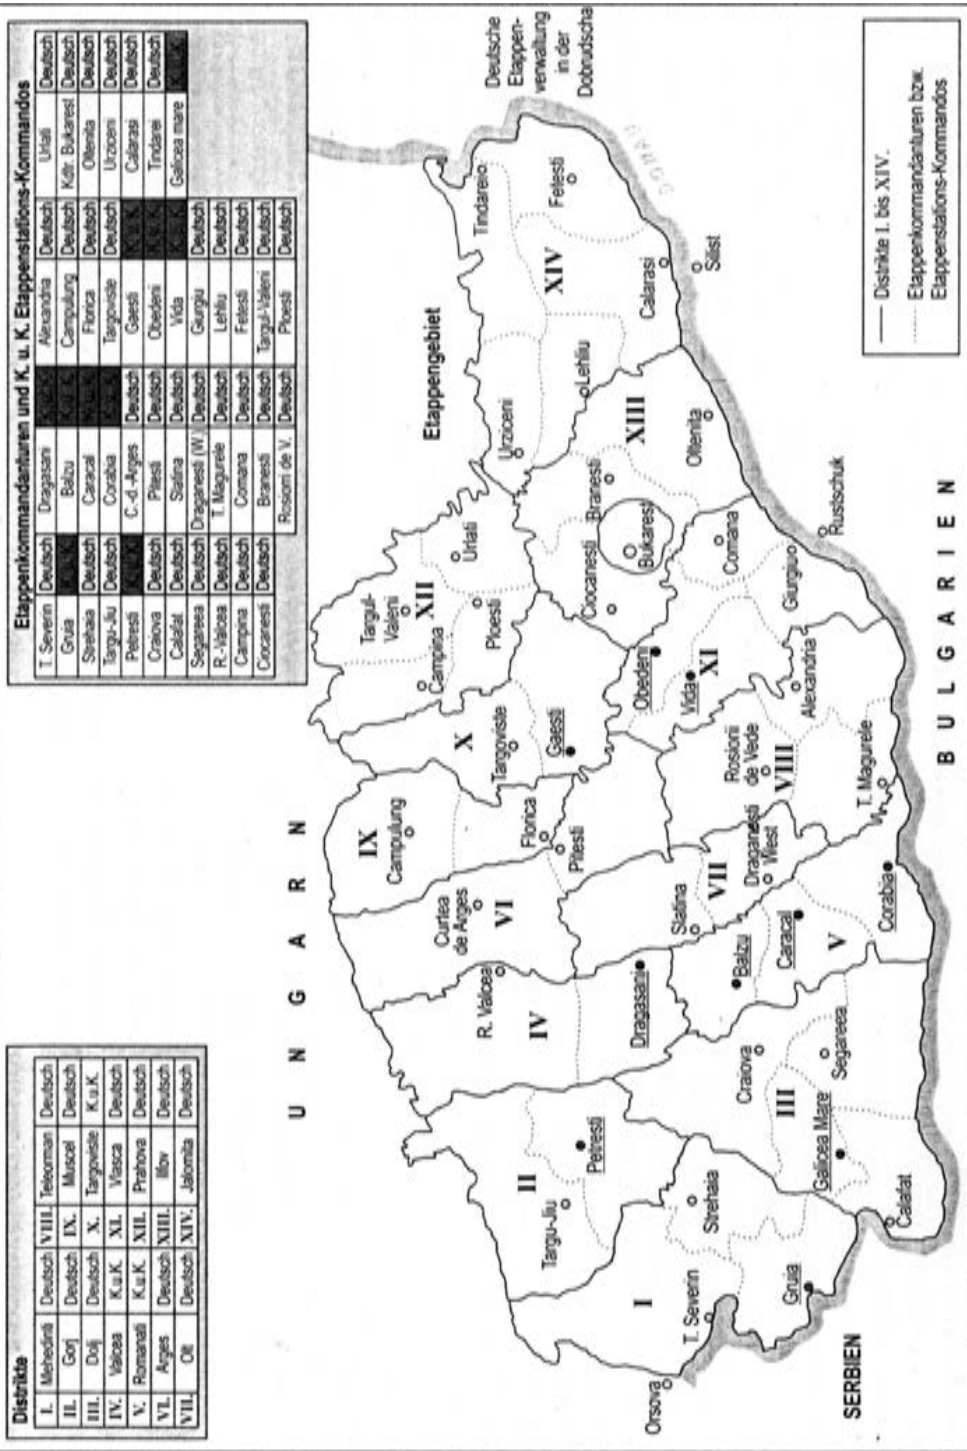 Distrikte
I. Mehedinti Deutsch VIII. Teleorman Deutsch
II. Gorj Deutsch IX. Muscel Deutsch
III. Dolj Deutsch X. Targoviste K.u.K.
IV. Valcea K.u.K. XI. Vlasca Deutsch
V. Romanati K.u.K. XII. Prahova Deutsch
VI. Arges Deutsch XIII. Ilfov Deutsch
VII. Olt Deutsch XIV. Jalomita Deutsch
Etappenkommandanturen und K. u. K. Etappenstations-Kommandos
T. Severin Deutsch Dragasani K.u.K. Alexandria Deutsch Urlati Deutsch
Gruia K.u.K. Balzu K.u.K. Campulung Deutsch Kdtr. Bukarest Deutsch
Strehaia Deutsch Caracal K.u.K. Florica Deutsch Oltenita Deutsch
Targu-Jiu Deutsch Corabia K.u.K. Targoviste Deutsch Urziceni Deutsch
Petresti K.u.K. C.-d.-Arges Deutsch Gaesti K.u.K. Calarasi Deutsch
Craiova Deutsch Pitesti Deutsch Obedeni K.u.K. Tindarei Deutsch
Calafat Deutsch Slatina Deutsch Vida K.u.K. Galicea mare K.u.K.
Segareea Deutsch Draganesti (W.) Deutsch Giurgiu Deutsch
R.-Valcea Deutsch T. Magurele Deutsch Lehliu Deutsch
Campina Deutsch Comana Deutsch Fetesti Deutsch
Ciocanesti Deutsch Branesti Deutsch Targul-Valeni Deutsch
Rosiorii de V. Deutsch Ploesti Deutsch
UNGARN
Etappengebiet
Deutsche
Etappen-
verwaltung
in der
Dobrudscha
XII
Targul-
Valeni
Urlati
Campina
Ploesti
Urziceni
Tindarei
XIV
Fetesti
Lehliu
Calarasi
Silist
DONAU
IX
Campulung
X
Targoviste
Gaesti
Florica
Pitesti
Curtea
de Arges
VI
R. Valcea
IV
Dragasani
II
Targu-Jiu
Petresti
I
Orsova
T. Severin
Strehaia
Gruia
SERBIEN
Ciocanesti
Branesti
Bukarest
XIII
Oltenita
Comana
Obedeni
Vida
XI
Giurgiu
Rustschuk
Alexandria
Rosiorii
de Vede
VIII
T. Magurele
Slatina
VII
Draganesti
West
Balzu
Caracal
V
Corabia
Craiova
III
Segareea
Galicea Mare
Calafat
BULGARIEN
Distrikte I. bis XIV.
Etappenkommandanturen bzw.
Etappenstations-Kommandos